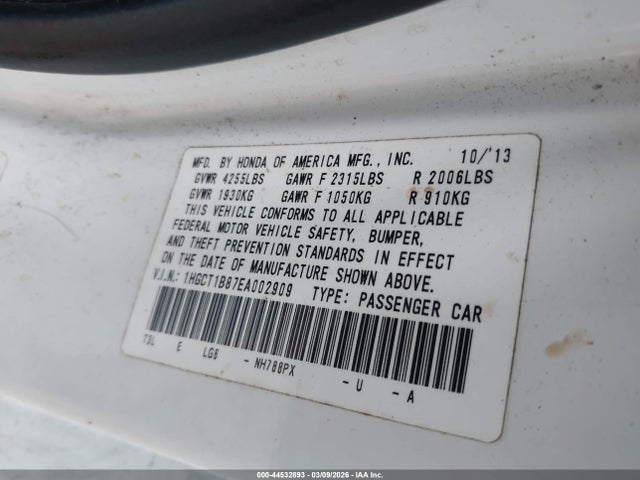 MFD. BY HONDA OF AMERICA MFG., INC. 10/'13
GVWR 4255LBS GAWR F 2315LBS R 2006LBS
GVWR 1930KG GAWR F 1050KG R 910KG
THIS VEHICLE CONFORMS TO ALL APPLICABLE
FEDERAL MOTOR VEHICLE SAFETY, BUMPER,
AND THEFT PREVENTION STANDARDS IN EFFECT
ON THE DATE OF MANUFACTURE SHOWN ABOVE.
V.I.N.: 1HGCT1B87EA002909 TYPE: PASSENGER CAR
T3L E LG6 - NH788PX - U - A
000-44532893 | 03/09/2026 | IAA Inc.